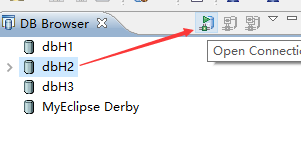 DB Browser
Open Connectio
dbH1
dbH2
dbH3
MyEclipse Derby